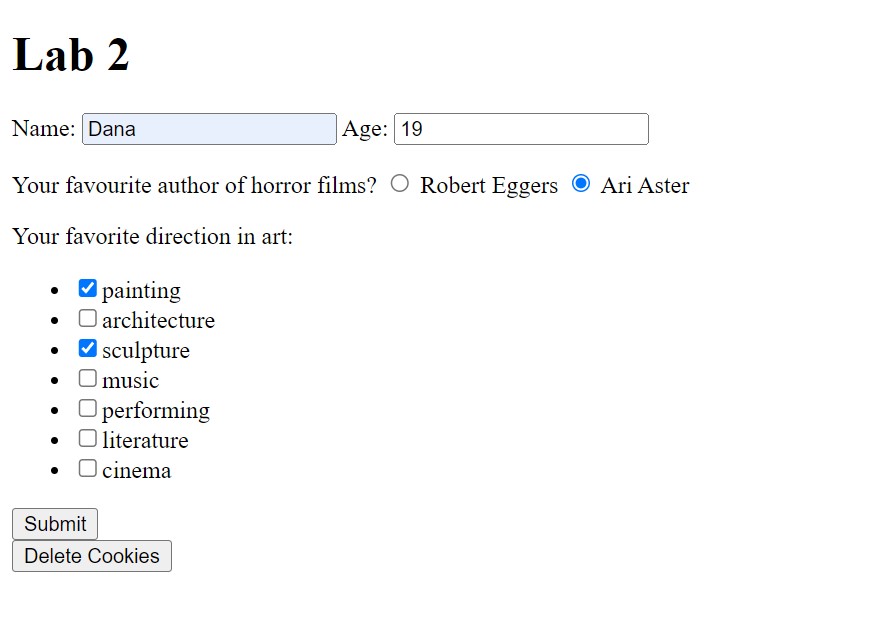 Lab 2
Name: Dana Age: 19
Your favourite author of horror films? Robert Eggers Ari Aster
Your favorite direction in art:
painting
architecture
sculpture
music
performing
literature
cinema
Submit
Delete Cookies